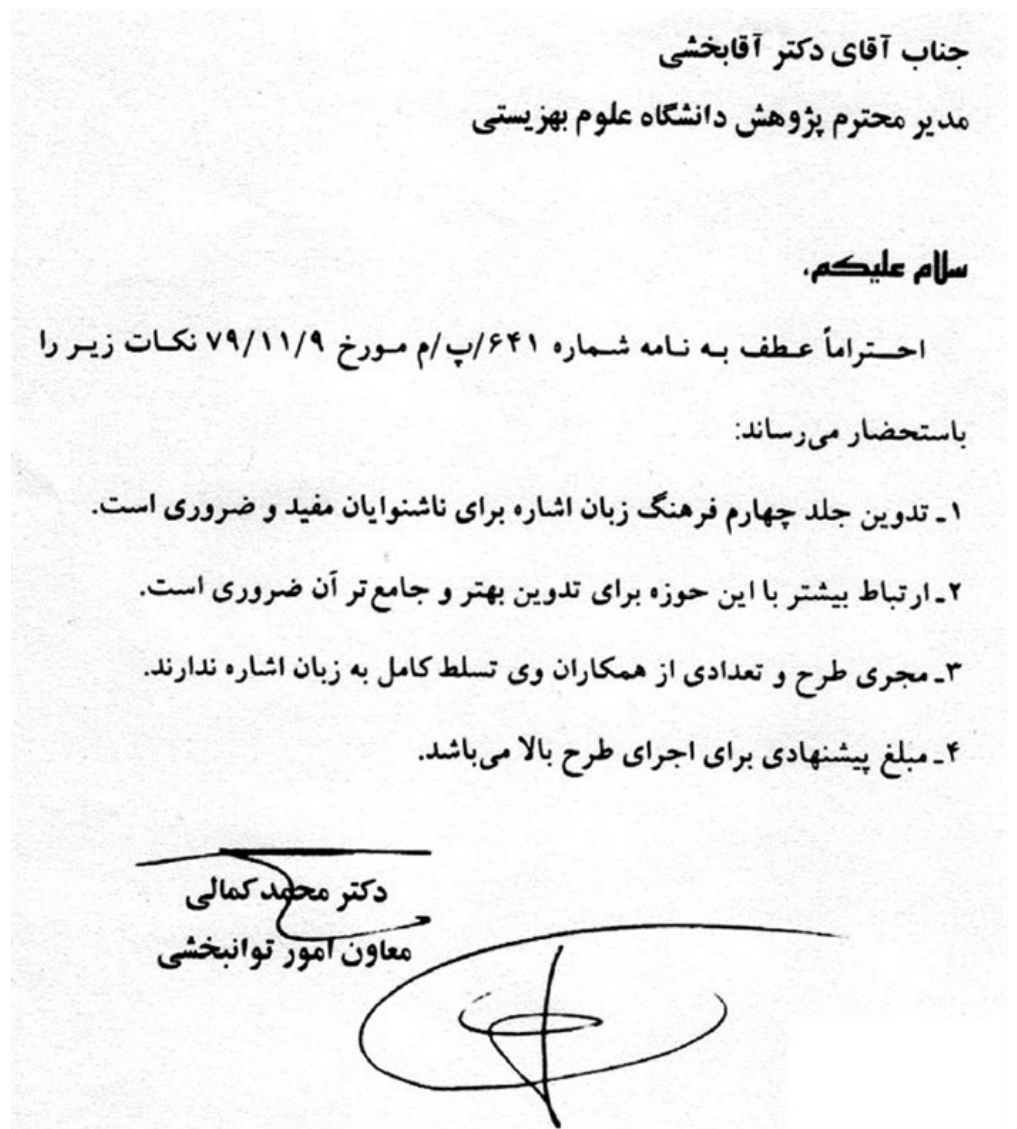 جناب آقای دکتر آقابخشی
مدیر محترم پژوهش دانشگاه علوم بهزیستی
سلام علیکم،
احتراماً عطف به نامه شماره ۶۴۱/پ/م مورخ ۷۹/۱۱/۹ نکات زیر را
باستحضار می‌رساند:
۱ـ تدوین جلد چهارم فرهنگ زبان اشاره برای ناشنوایان مفید و ضروری است.
۲ـ ارتباط بیشتر با این حوزه برای تدوین بهتر و جامع‌تر آن ضروری است.
۳ـ مجری طرح و تعدادی از همکاران وی تسلط کامل به زبان اشاره ندارند.
۴ـ مبلغ پیشنهادی برای اجرای طرح بالا می‌باشد.
دکتر محمد کمالی
معاون امور توانبخشی